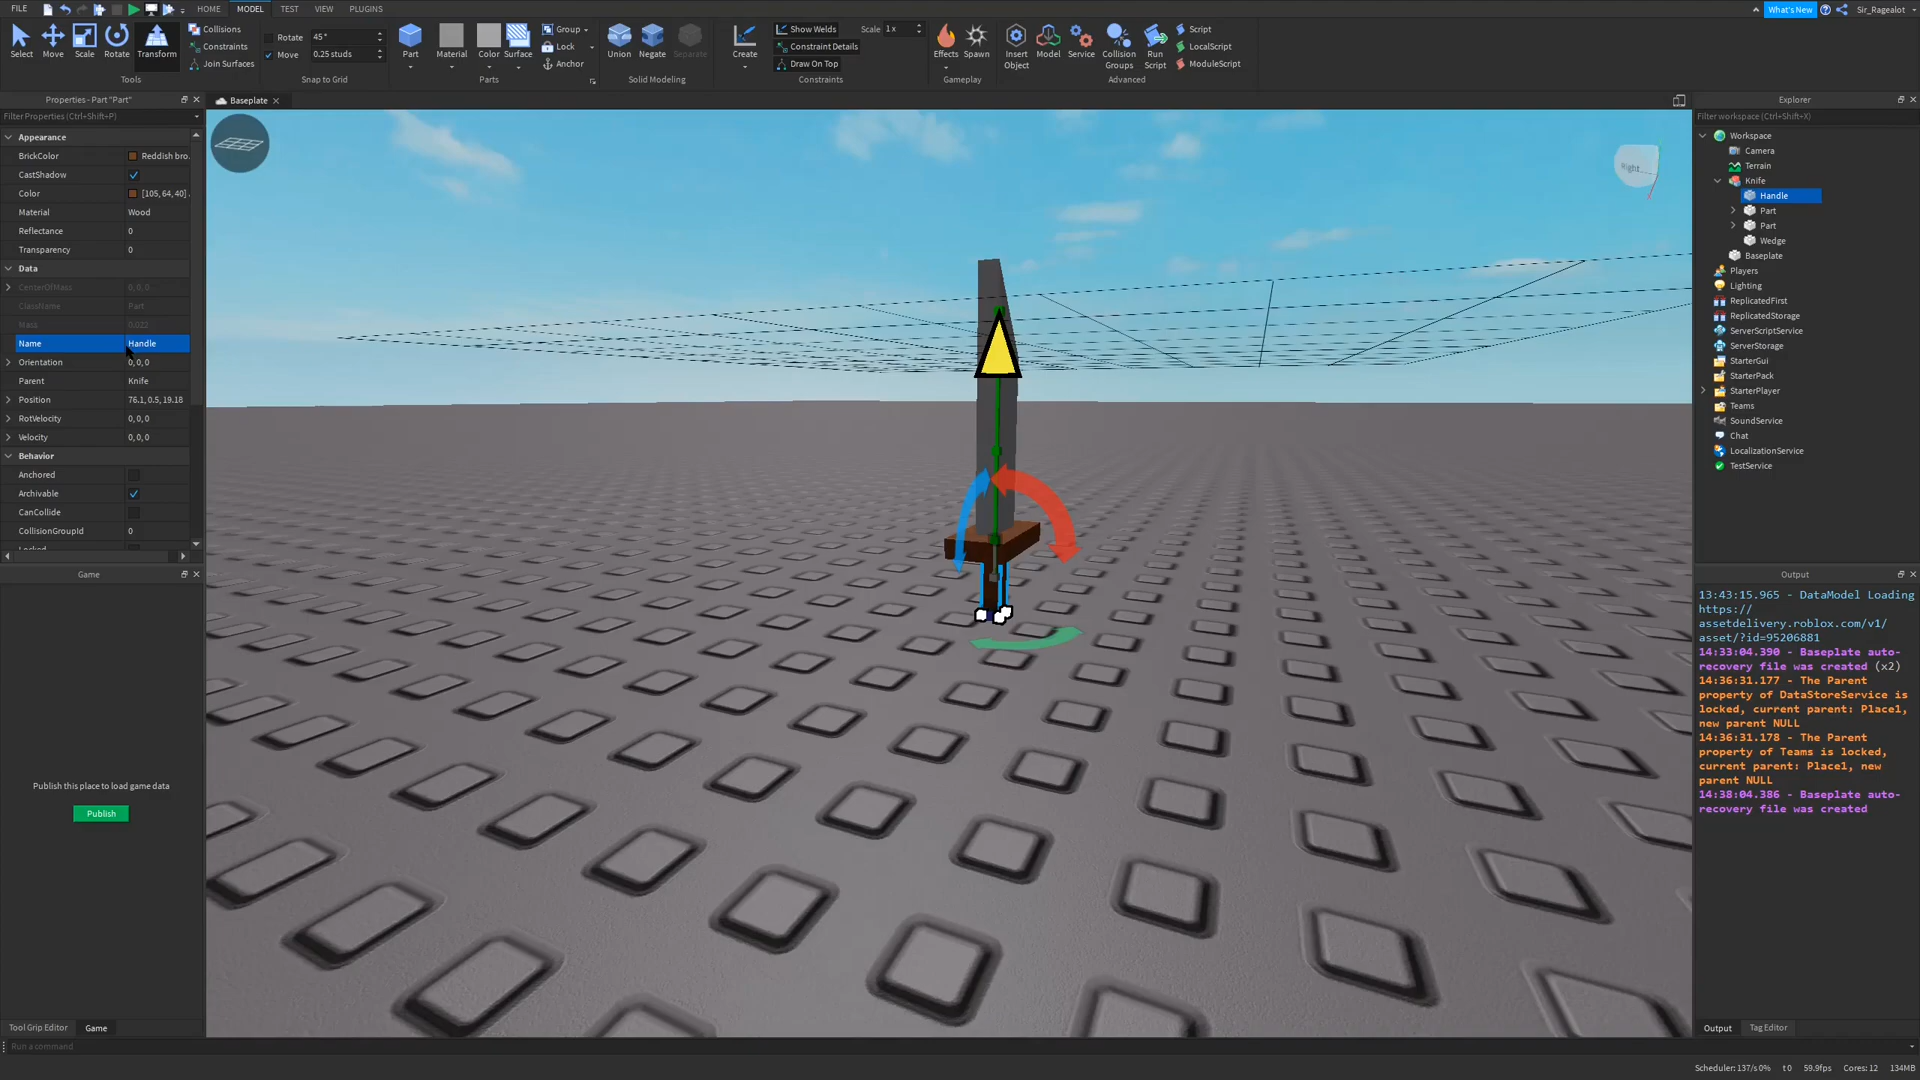 FILE
HOME
MODEL
TEST
VIEW
PLUGINS
What's New
Sir_Ragealot
Select
Move
Scale
Rotate
Transform
Tools
Collisions
Constraints
Join Surfaces
Rotate 45°
Move 0.25 studs
Snap to Grid
Part
Material
Color
Surface
Group
Lock
Anchor
Parts
Union
Negate
Separate
Solid Modeling
Create
Show Welds
Scale 1 x
Constraint Details
Draw On Top
Constraints
Effects
Spawn
Gameplay
Insert
Object
Model
Service
Collision
Groups
Run
Script
Script
LocalScript
ModuleScript
Advanced
Properties - Part "Part"
Filter Properties (Ctrl+Shift+P)
Appearance
BrickColor Reddish bro.
CastShadow
Color [105, 64, 40]
Material Wood
Reflectance 0
Transparency 0
Data
CenterOfMass 0, 0, 0
ClassName Part
Mass 0.022
Name Handle
Orientation 0, 0, 0
Parent Knife
Position 76.1, 0.5, 19.18
RotVelocity 0, 0, 0
Velocity 0, 0, 0
Behavior
Anchored
Archivable
CanCollide
CollisionGroupId 0
Locked
Game
Publish this place to load game data
Publish
Tool Grip Editor
Game
Run a command
Baseplate
Right
Explorer
Filter workspace (Ctrl+Shift+X)
Workspace
Camera
Terrain
Knife
Handle
Part
Part
Wedge
Baseplate
Players
Lighting
ReplicatedFirst
ReplicatedStorage
ServerScriptService
ServerStorage
StarterGui
StarterPack
StarterPlayer
Teams
SoundService
Chat
LocalizationService
TestService
Output
13:43:15.965 - DataModel Loading
https://
assetdelivery.roblox.com/v1/
asset/?id=95206881
14:33:04.390 - Baseplate auto-
recovery file was created (x2)
14:36:31.177 - The Parent
property of DataStoreService is
locked, current parent: Place1,
new parent NULL
14:36:31.178 - The Parent
property of Teams is locked,
current parent: Place1, new
parent NULL
14:38:04.386 - Baseplate auto-
recovery file was created
Output
Tag Editor
Scheduler: 137/s 0%
t 0
59.9fps
Cores: 12
134MB